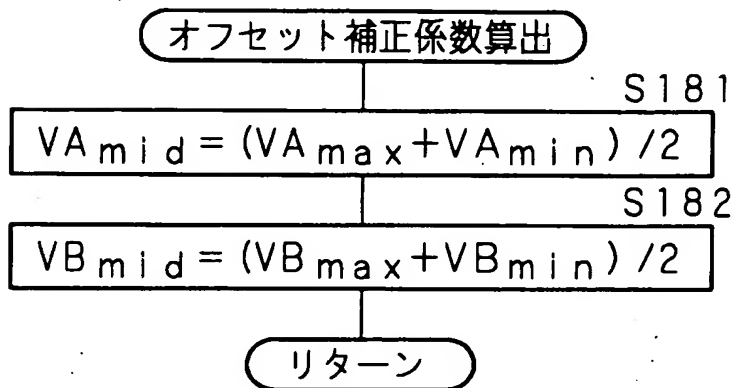 オフセット補正係数算出
S181
VAmid=(VAmax+VAmin)/2
S182
VBmid=(VBmax+VBmin)/2
リターン